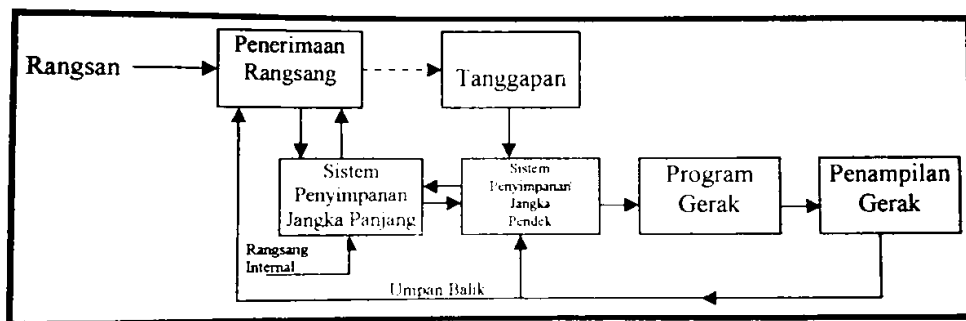 Rangsan
Penerimaan
Rangsang
Tanggapan
Sistem
Penyimpanan
Jangka Panjang
Sistem
Penyimpanan
Jangka
Pendek
Program
Gerak
Penampilan
Gerak
Rangsang
Internal
Umpan Balik